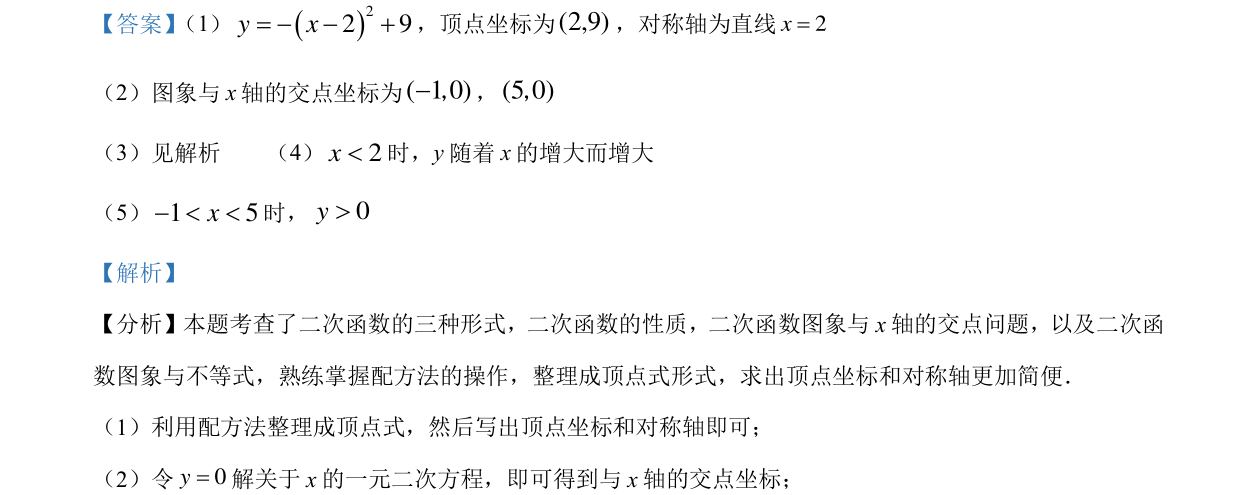 【答案】（1） $y=-(x-2)^2+9$，顶点坐标为$(2,9)$，对称轴为直线$x=2$
（2）图象与$x$轴的交点坐标为$(-1,0)$，$(5,0)$
（3）见解析 （4）$x<2$时，$y$随着$x$的增大而增大
（5）$-1<x<5$时，$y>0$
【解析】
【分析】本题考查了二次函数的三种形式，二次函数的性质，二次函数图象与$x$轴的交点问题，以及二次函
数图象与不等式，熟练掌握配方法的操作，整理成顶点式形式，求出顶点坐标和对称轴更加简便．
（1）利用配方法整理成顶点式，然后写出顶点坐标和对称轴即可；
（2）令$y=0$解关于$x$的一元二次方程，即可得到与$x$轴的交点坐标；